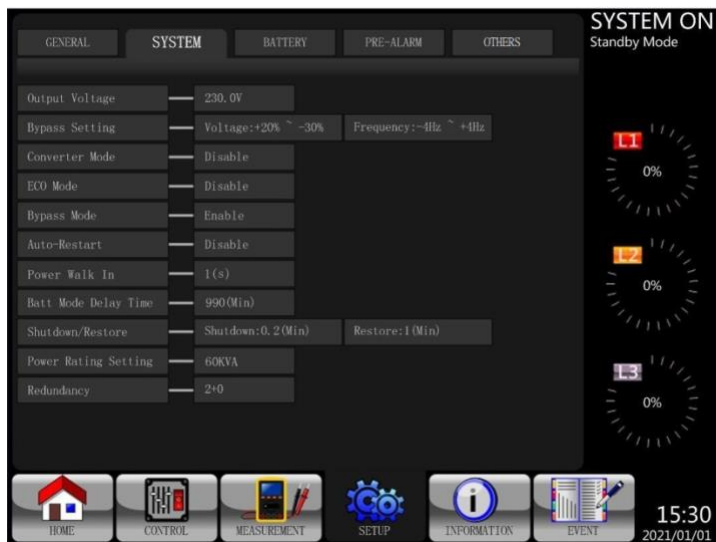 GENERAL SYSTEM BATTERY PRE-ALARM OTHERS
SYSTEM ON
Standby Mode
Output Voltage 230.0V
Bypass Setting Voltage:+20% ~ -30% Frequency:-4Hz ~ +4Hz
Converter Mode Disable
ECO Mode Disable
Bypass Mode Enable
Auto-Restart Disable
Power Walk In 1(s)
Batt Mode Delay Time 990(Min)
Shutdown/Restore Shutdown:0.2(Min) Restore:1(Min)
Power Rating Setting 60KVA
Redundancy 2+0
L1
0%
L2
0%
L3
0%
HOME CONTROL MEASUREMENT SETUP INFORMATION EVENT
15:30
2021/01/01